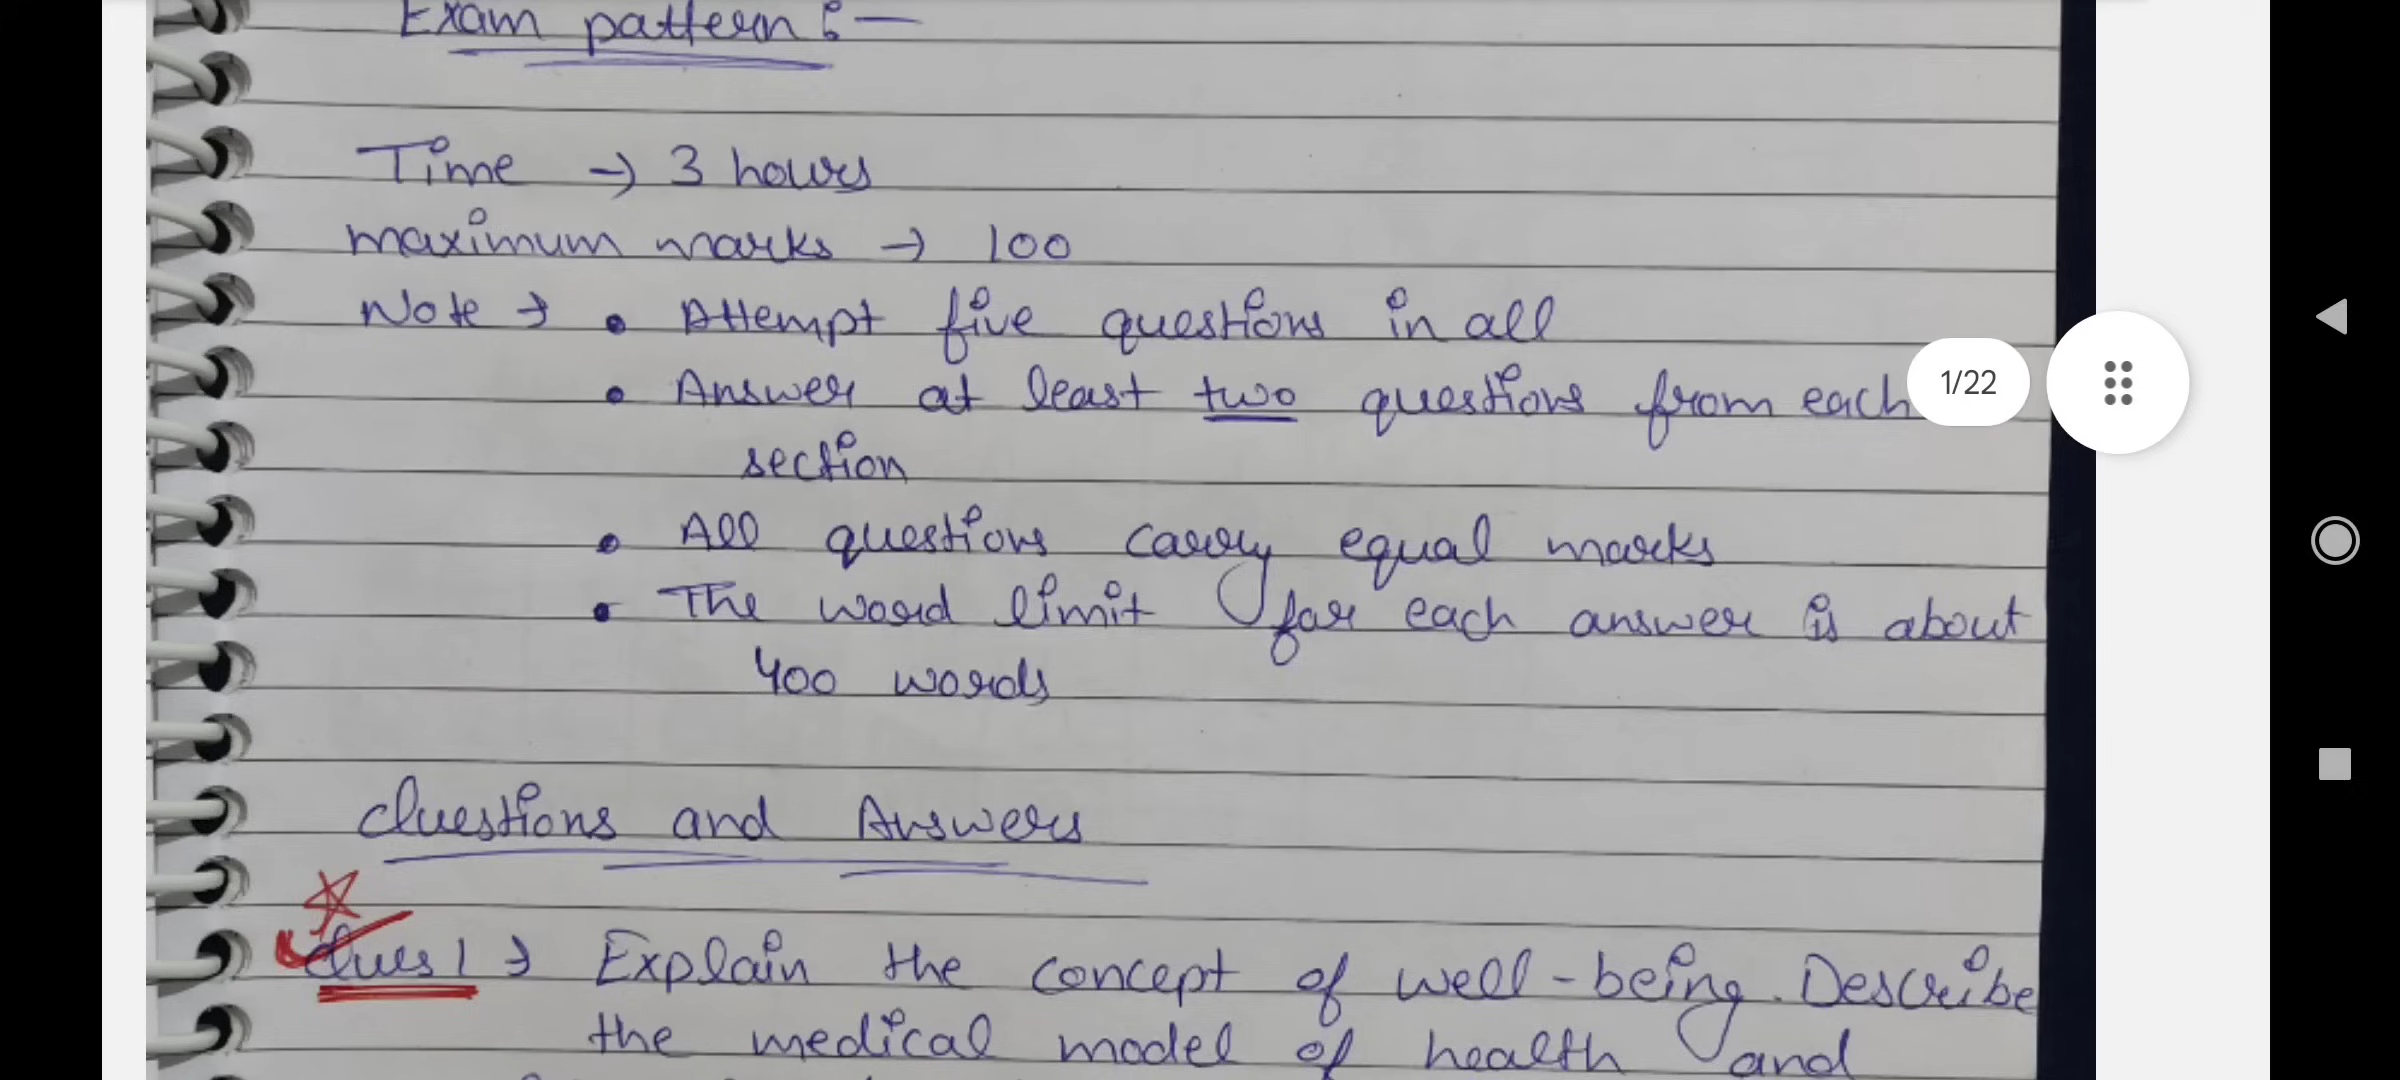 Exam pattern :-
Time → 3 hours
maximum marks → 100
Note → • Attempt five questions in all
• Answer at least two questions from each
section
1/22
• All questions carry equal marks
• The word limit for each answer is about
400 words
Questions and Answers
Ques 1 → Explain the concept of well-being. Describe
the medical model of health and